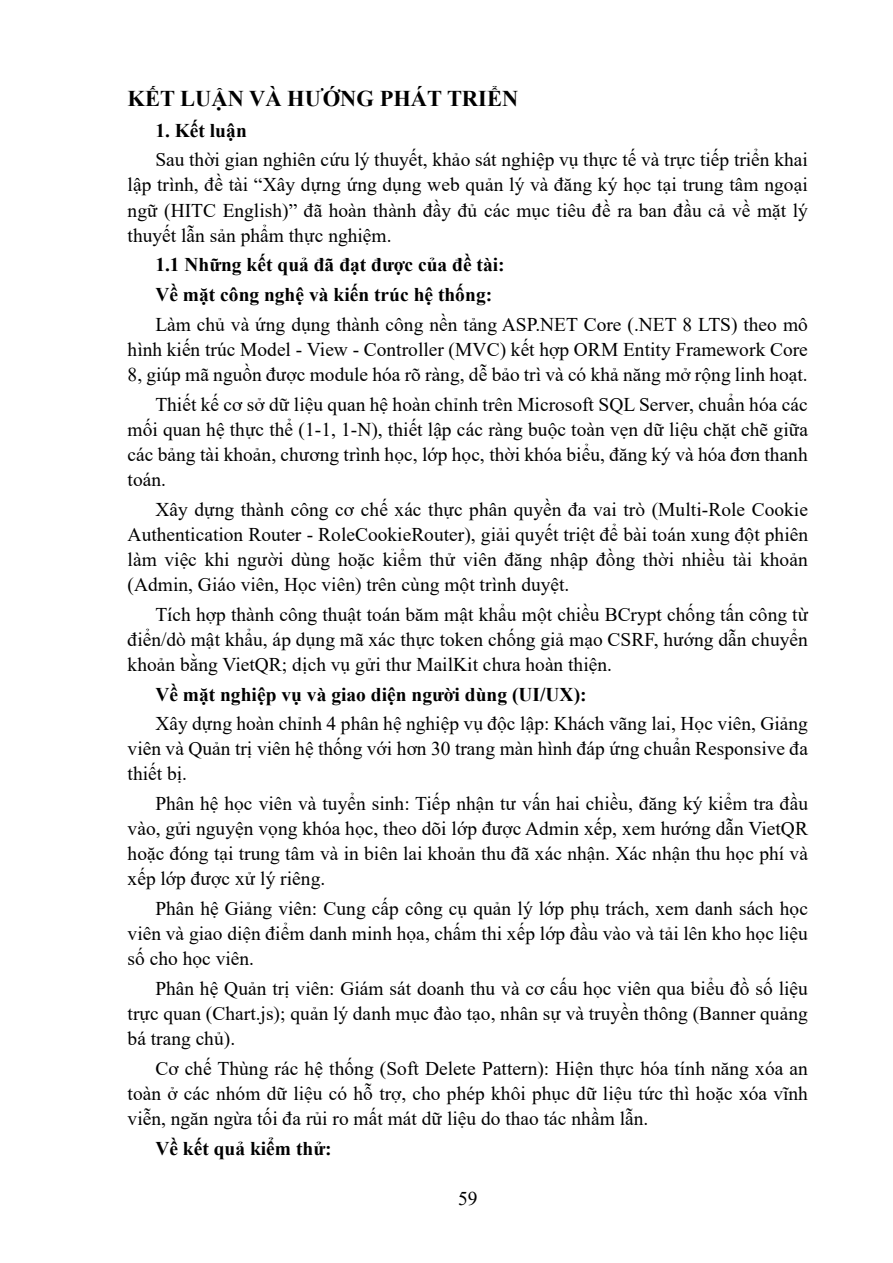 KẾT LUẬN VÀ HƯỚNG PHÁT TRIỂN
1. Kết luận
Sau thời gian nghiên cứu lý thuyết, khảo sát nghiệp vụ thực tế và trực tiếp triển khai
lập trình, đề tài “Xây dựng ứng dụng web quản lý và đăng ký học tại trung tâm ngoại
ngữ (HITC English)” đã hoàn thành đầy đủ các mục tiêu đề ra ban đầu cả về mặt lý
thuyết lẫn sản phẩm thực nghiệm.
1.1 Những kết quả đã đạt được của đề tài:
Về mặt công nghệ và kiến trúc hệ thống:
Làm chủ và ứng dụng thành công nền tảng ASP.NET Core (.NET 8 LTS) theo mô
hình kiến trúc Model - View - Controller (MVC) kết hợp ORM Entity Framework Core
8, giúp mã nguồn được module hóa rõ ràng, dễ bảo trì và có khả năng mở rộng linh hoạt.
Thiết kế cơ sở dữ liệu quan hệ hoàn chỉnh trên Microsoft SQL Server, chuẩn hóa các
mối quan hệ thực thể (1-1, 1-N), thiết lập các ràng buộc toàn vẹn dữ liệu chặt chẽ giữa
các bảng tài khoản, chương trình học, lớp học, thời khóa biểu, đăng ký và hóa đơn thanh
toán.
Xây dựng thành công cơ chế xác thực phân quyền đa vai trò (Multi-Role Cookie
Authentication Router - RoleCookieRouter), giải quyết triệt để bài toán xung đột phiên
làm việc khi người dùng hoặc kiểm thử viên đăng nhập đồng thời nhiều tài khoản
(Admin, Giáo viên, Học viên) trên cùng một trình duyệt.
Tích hợp thành công thuật toán băm mật khẩu một chiều BCrypt chống tấn công từ
điển/dò mật khẩu, áp dụng mã xác thực token chống giả mạo CSRF, hướng dẫn chuyển
khoản bằng VietQR; dịch vụ gửi thư MailKit chưa hoàn thiện.
Về mặt nghiệp vụ và giao diện người dùng (UI/UX):
Xây dựng hoàn chỉnh 4 phân hệ nghiệp vụ độc lập: Khách vãng lai, Học viên, Giảng
viên và Quản trị viên hệ thống với hơn 30 trang màn hình đáp ứng chuẩn Responsive đa
thiết bị.
Phân hệ học viên và tuyển sinh: Tiếp nhận tư vấn hai chiều, đăng ký kiểm tra đầu
vào, gửi nguyện vọng khóa học, theo dõi lớp được Admin xếp, xem hướng dẫn VietQR
hoặc đóng tại trung tâm và in biên lai khoản thu đã xác nhận. Xác nhận thu học phí và
xếp lớp được xử lý riêng.
Phân hệ Giảng viên: Cung cấp công cụ quản lý lớp phụ trách, xem danh sách học
viên và giao diện điểm danh minh họa, chấm thi xếp lớp đầu vào và tải lên kho học liệu
số cho học viên.
Phân hệ Quản trị viên: Giám sát doanh thu và cơ cấu học viên qua biểu đồ số liệu
trực quan (Chart.js); quản lý danh mục đào tạo, nhân sự và truyền thông (Banner quảng
bá trang chủ).
Cơ chế Thùng rác hệ thống (Soft Delete Pattern): Hiện thực hóa tính năng xóa an
toàn ở các nhóm dữ liệu có hỗ trợ, cho phép khôi phục dữ liệu tức thì hoặc xóa vĩnh
viễn, ngăn ngừa tối đa rủi ro mất mát dữ liệu do thao tác nhầm lẫn.
Về kết quả kiểm thử:
59